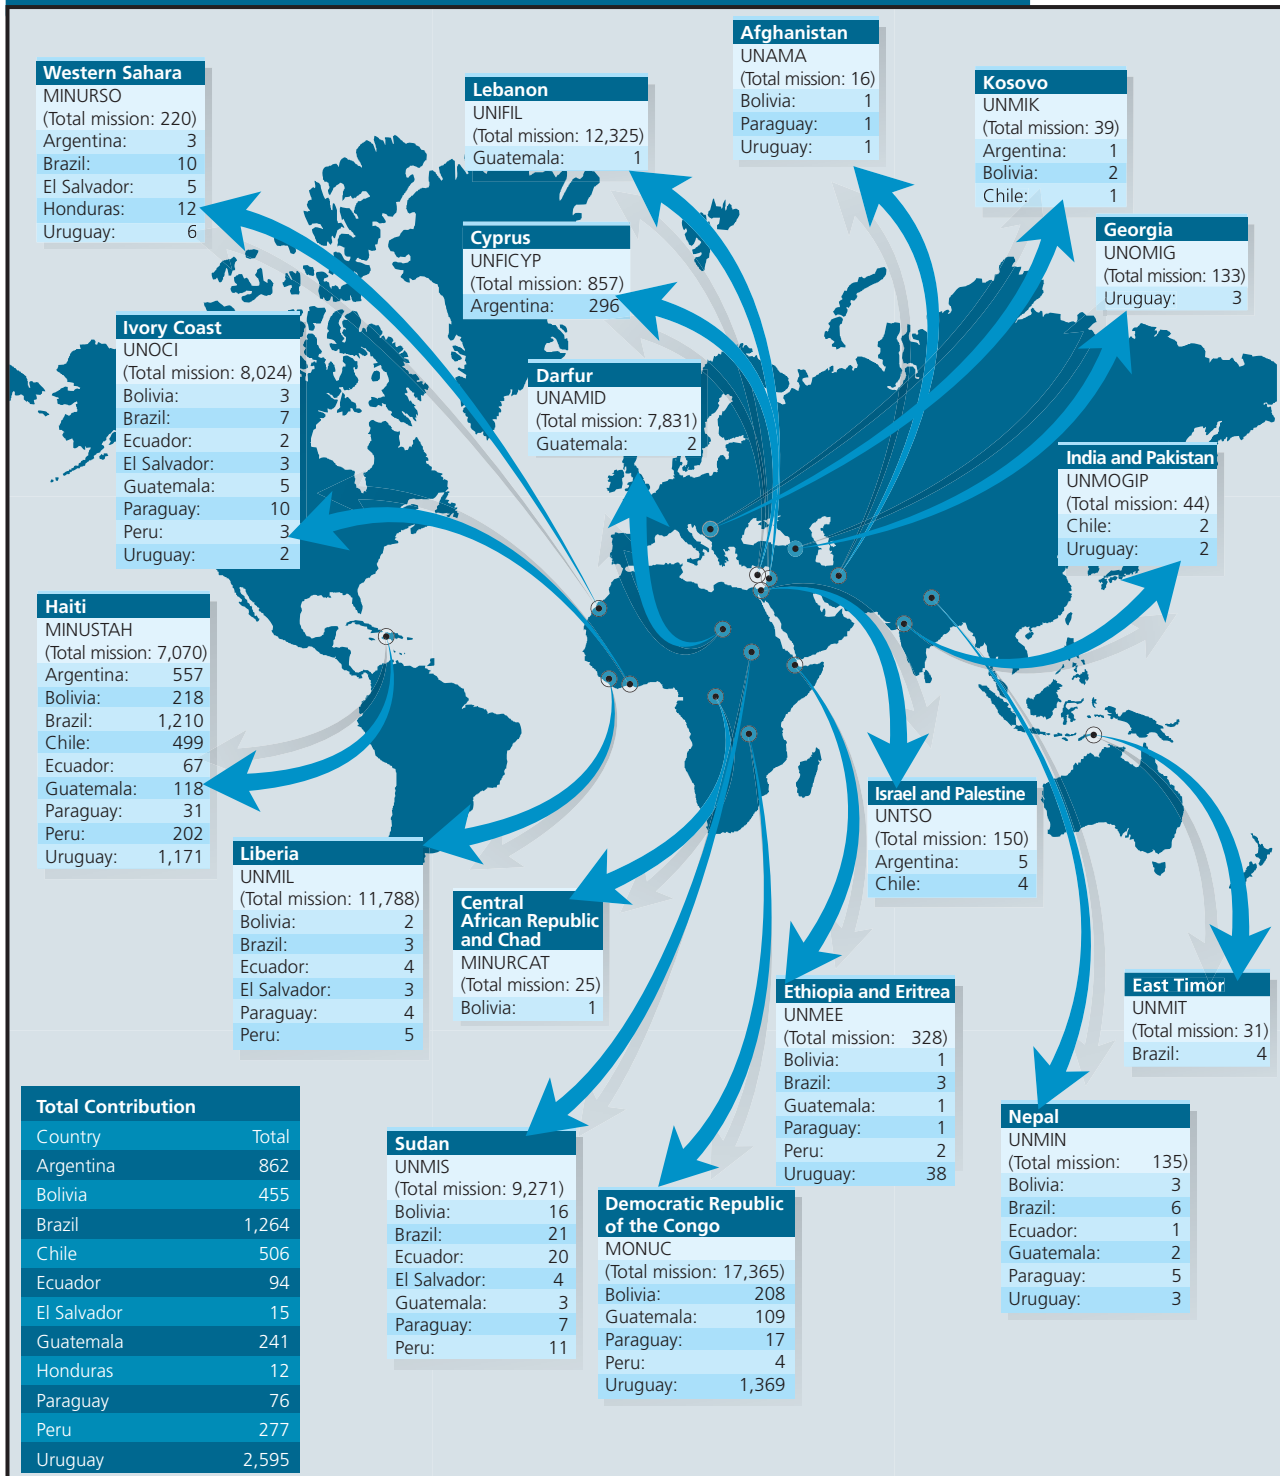 Western Sahara
MINURSO
(Total mission: 220)
Argentina: 3
Brazil: 10
El Salvador: 5
Honduras: 12
Uruguay: 6
Lebanon
UNIFIL
(Total mission: 12,325)
Guatemala: 1
Afghanistan
UNAMA
(Total mission: 16)
Bolivia: 1
Paraguay: 1
Uruguay: 1
Kosovo
UNMIK
(Total mission: 39)
Argentina: 1
Bolivia: 2
Chile: 1
Cyprus
UNFICYP
(Total mission: 857)
Argentina: 296
Georgia
UNOMIG
(Total mission: 133)
Uruguay: 3
Ivory Coast
UNOCI
(Total mission: 8,024)
Bolivia: 3
Brazil: 7
Ecuador: 2
El Salvador: 3
Guatemala: 5
Paraguay: 10
Peru: 3
Uruguay: 2
Darfur
UNAMID
(Total mission: 7,831)
Guatemala: 2
India and Pakistan
UNMOGIP
(Total mission: 44)
Chile: 2
Uruguay: 2
Haiti
MINUSTAH
(Total mission: 7,070)
Argentina: 557
Bolivia: 218
Brazil: 1,210
Chile: 499
Ecuador: 67
Guatemala: 118
Paraguay: 31
Peru: 202
Uruguay: 1,171
Israel and Palestine
UNTSO
(Total mission: 150)
Argentina: 5
Chile: 4
Liberia
UNMIL
(Total mission: 11,788)
Bolivia: 2
Brazil: 3
Ecuador: 4
El Salvador: 3
Paraguay: 4
Peru: 5
Central
African Republic
and Chad
MINURCAT
(Total mission: 25)
Bolivia: 1
Ethiopia and Eritrea
UNMEE
(Total mission: 328)
Bolivia: 1
Brazil: 3
Guatemala: 1
Paraguay: 1
Peru: 2
Uruguay: 38
East Timor
UNMIT
(Total mission: 31)
Brazil: 4
Total Contribution
Country Total
Argentina 862
Bolivia 455
Brazil 1,264
Chile 506
Ecuador 94
El Salvador 15
Guatemala 241
Honduras 12
Paraguay 76
Peru 277
Uruguay 2,595
Sudan
UNMIS
(Total mission: 9,271)
Bolivia: 16
Brazil: 21
Ecuador: 20
El Salvador: 4
Guatemala: 3
Paraguay: 7
Peru: 11
Democratic Republic
of the Congo
MONUC
(Total mission: 17,365)
Bolivia: 208
Guatemala: 109
Paraguay: 17
Peru: 4
Uruguay: 1,369
Nepal
UNMIN
(Total mission: 135)
Bolivia: 3
Brazil: 6
Ecuador: 1
Guatemala: 2
Paraguay: 5
Uruguay: 3